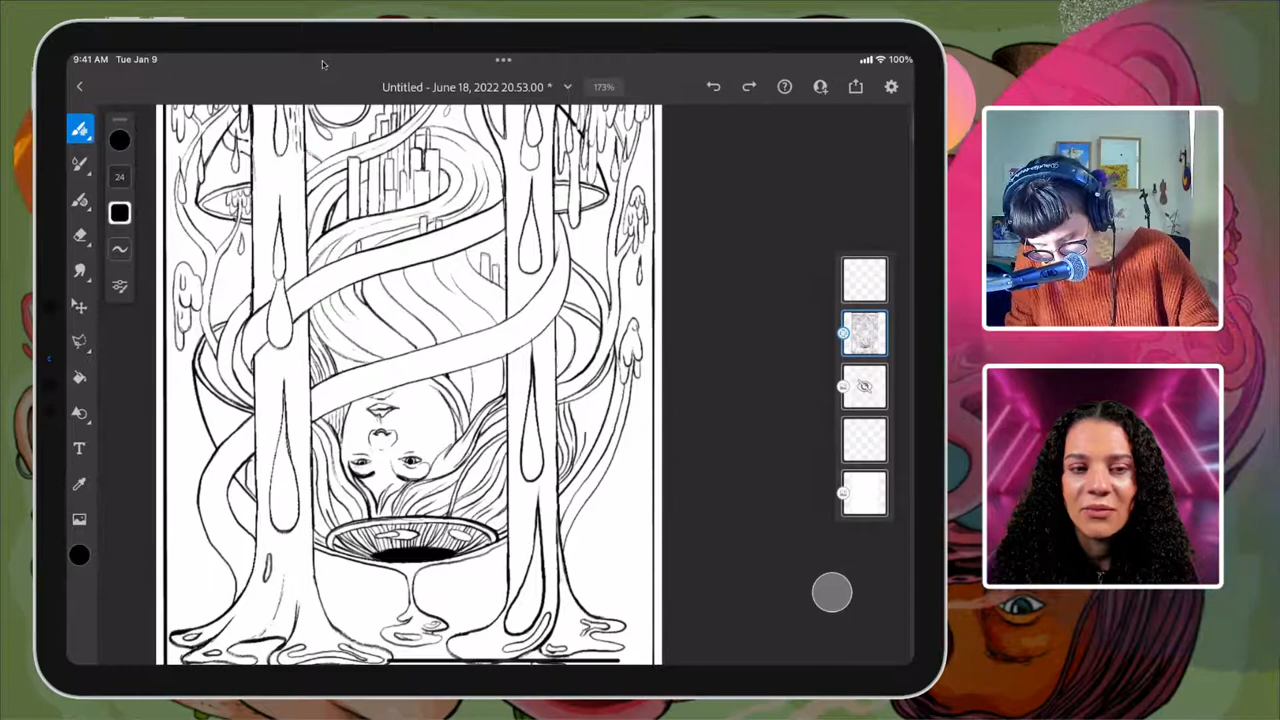 9:41 AM Tue Jan 9
100%
Untitled - June 18, 2022 20.53.00 *
173%
24
T